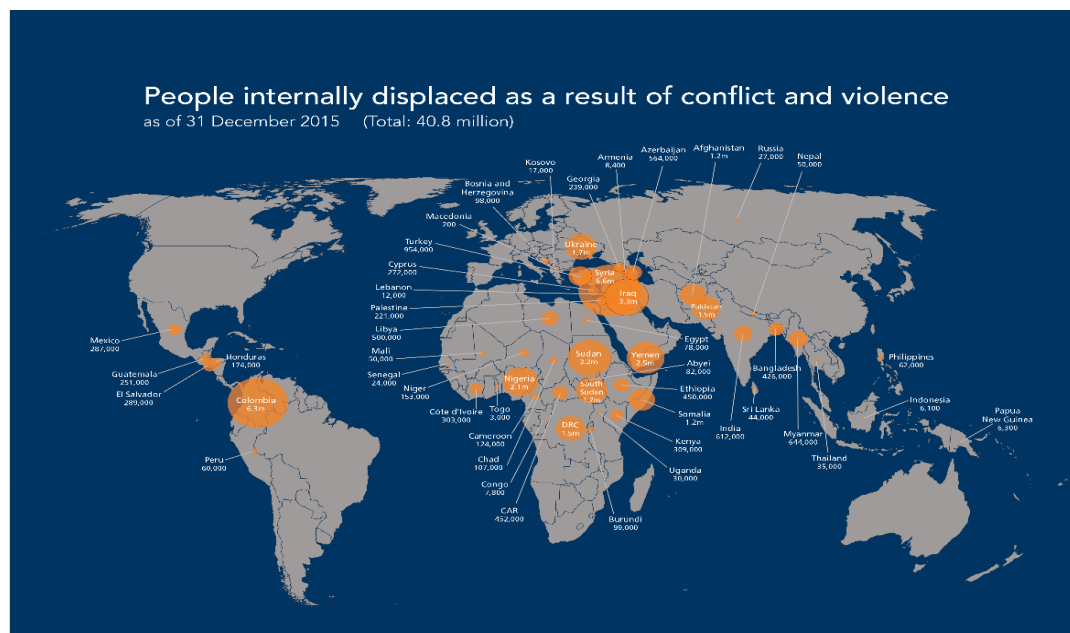 People internally displaced as a result of conflict and violence
as of 31 December 2015 (Total: 40.8 million)
Kosovo
17,000
Armenia
8,400
Azerbaijan
564,000
Afghanistan
1.2m
Russia
27,000
Nepal
50,000
Georgia
239,000
Bosnia and
Herzegovina
98,000
Macedonia
200
Turkey
954,000
Ukraine
1.7m
Cyprus
272,000
Syria
6.6m
Lebanon
12,000
Iraq
3.3m
Palestine
221,000
Pakistan
1.5m
Libya
500,000
Mexico
287,000
Mali
50,000
Egypt
78,000
Honduras
174,000
Senegal
24,000
Sudan
3.2m
Yemen
2.5m
Abyei
82,000
Bangladesh
426,000
Philippines
62,000
Guatemala
251,000
Niger
153,000
Nigeria
2.1m
South
Sudan
1.7m
Ethiopia
450,000
El Salvador
289,000
Colombia
6.3m
Côte d'Ivoire
303,000
Togo
3,000
Somalia
1.2m
Sri Lanka
44,000
Indonesia
6,100
Papua
New Guinea
6,300
DRC
1.5m
India
612,000
Myanmar
644,000
Cameroon
124,000
Kenya
309,000
Peru
60,000
Chad
107,000
Thailand
35,000
Uganda
30,000
Congo
7,800
CAR
452,000
Burundi
99,000